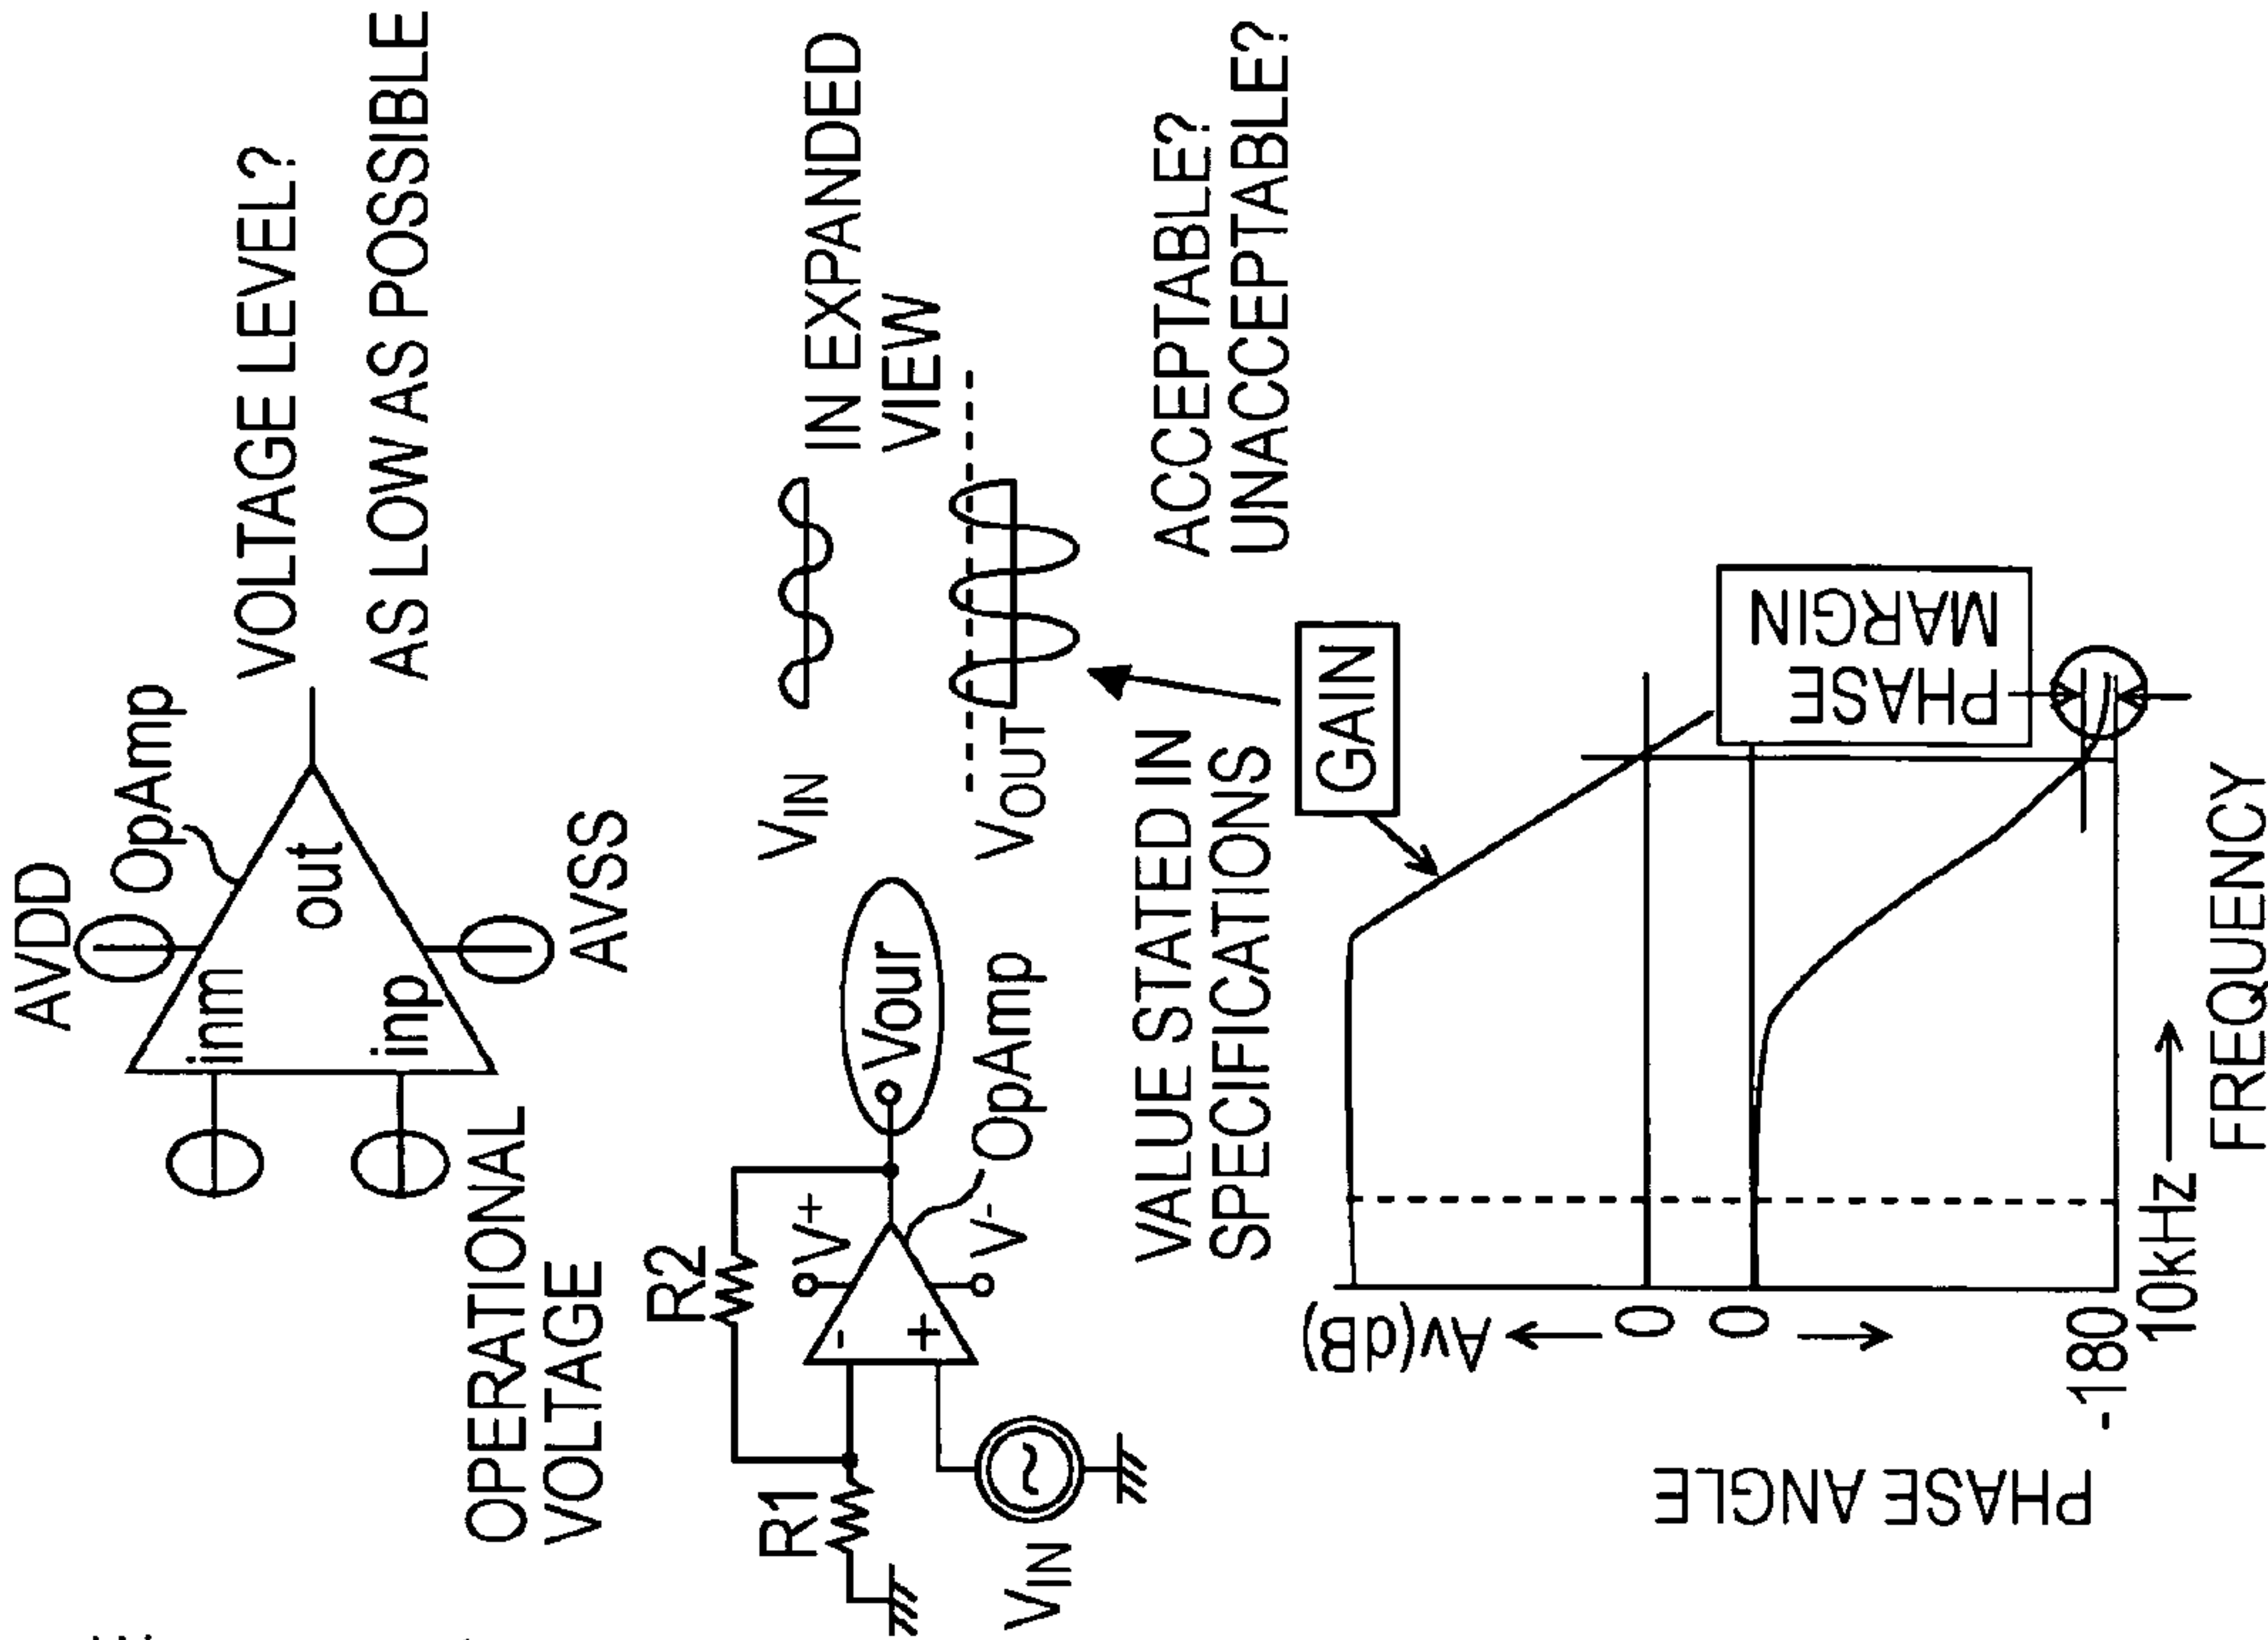 AVDD
OpAmp
VOLTAGE LEVEL?
inm
out
inp
AS LOW AS POSSIBLE
AVSS
OPERATIONAL
VOLTAGE
R2
V+
R1
-
+
Vour
V-
OpAmp
VIN
VIN
IN EXPANDED
VIEW
VOUT
VALUE STATED IN
SPECIFICATIONS
ACCEPTABLE?
UNACCEPTABLE?
GAIN
Av(dB)
0
0
PHASE
MARGIN
PHASE ANGLE
-180
10kHz
FREQUENCY